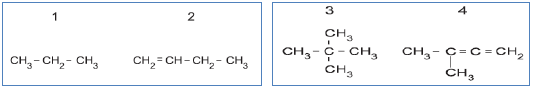 1
2
CH3- CH2- CH3
CH2=CH-CH2- CH3
3
4
CH3
CH3 - C - CH3
CH3
CH3- C = C = CH2
CH3